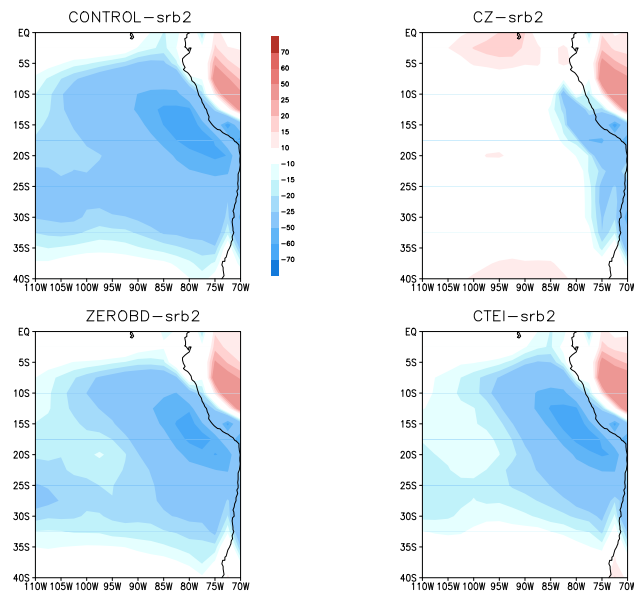 CONTROL-srb2
EQ
5S
10S
15S
20S
25S
30S
35S
40S
110W 105W 100W 95W 90W 85W 80W 75W 70W
70
60
50
25
20
15
10
-10
-15
-20
-25
-50
-60
-70
CZ-srb2
EQ
5S
10S
15S
20S
25S
30S
35S
40S
110W 105W 100W 95W 90W 85W 80W 75W 70W
ZEROBD-srb2
EQ
5S
10S
15S
20S
25S
30S
35S
40S
110W 105W 100W 95W 90W 85W 80W 75W 70W
CTEI-srb2
EQ
5S
10S
15S
20S
25S
30S
35S
40S
110W 105W 100W 95W 90W 85W 80W 75W 70W